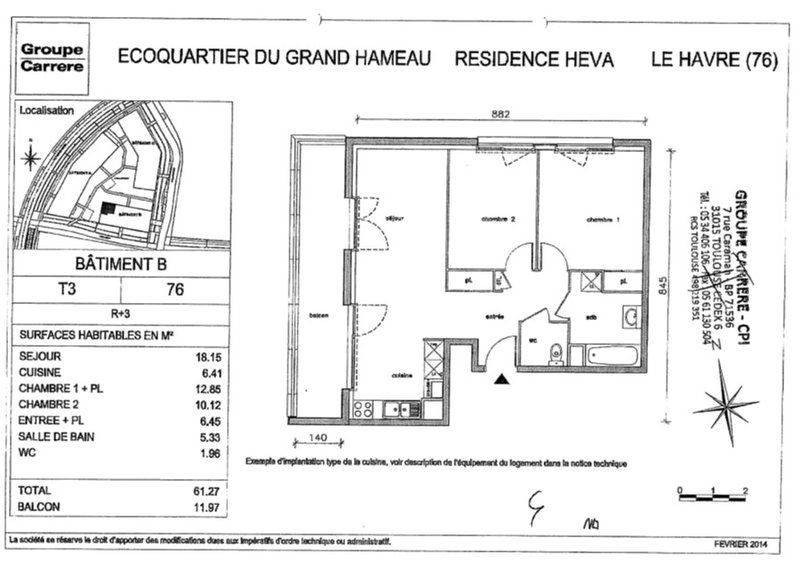 Groupe
Carrere
ECOQUARTIER DU GRAND HAMEAU RESIDENCE HEVA LE HAVRE (76)
Localisation
N
BATIMENT B
BÂTIMENT B
T3 76
R+3
SURFACES HABITABLES EN M²
SEJOUR 18.15
CUISINE 6.41
CHAMBRE 1 + PL 12.85
CHAMBRE 2 10.12
ENTREE + PL 6.45
SALLE DE BAIN 5.33
WC 1.96
TOTAL 61.27
BALCON 11.97
882
séjour
chambre 2
chambre 1
pL
pL
balcon
entrée
sdb
wc
cuisine
845
140
GROUPE CARRERE - CPI
7 rue Caraman - BP 71536
31015 TOULOUSE CEDEX 6
Tél. : 05 34 406 106 - Fax : 05 61 130 504
RCS TOULOUSE 498 219 351
N
Exemple d'implantation type de la cuisine, voir description de l'équipement du logement dans la notice technique
0 1 2
La société se réserve le droit d'apporter des modifications dues aux impératifs d'ordre technique ou administratif.
FEVRIER 2014